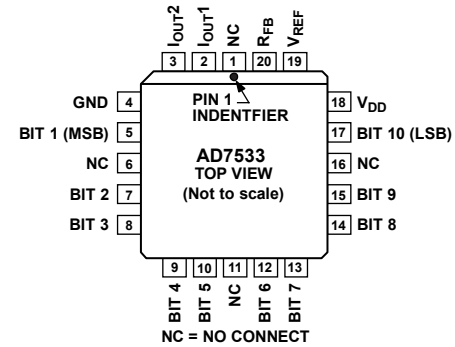 IOUT2
IOUT1
NC
RFB
VREF
3 2 1 20 19
GND 4
BIT 1 (MSB) 5
NC 6
BIT 2 7
BIT 3 8
PIN 1
INDENTFIER
AD7533
TOP VIEW
(Not to scale)
18 VDD
17 BIT 10 (LSB)
16 NC
15 BIT 9
14 BIT 8
9 10 11 12 13
BIT 4
BIT 5
NC
BIT 6
BIT 7
NC = NO CONNECT